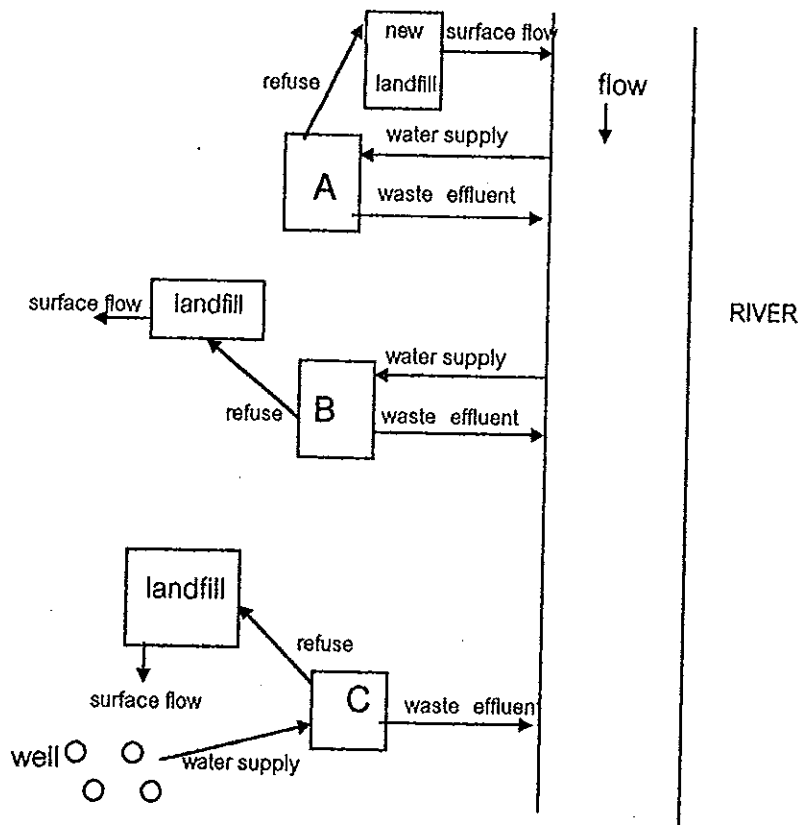 new
surface flow
landfill
refuse
flow
water supply
A
waste effluent
surface flow
landfill
RIVER
water supply
refuse
B
waste effluent
landfill
refuse
surface flow
C
waste effluen
well
water supply